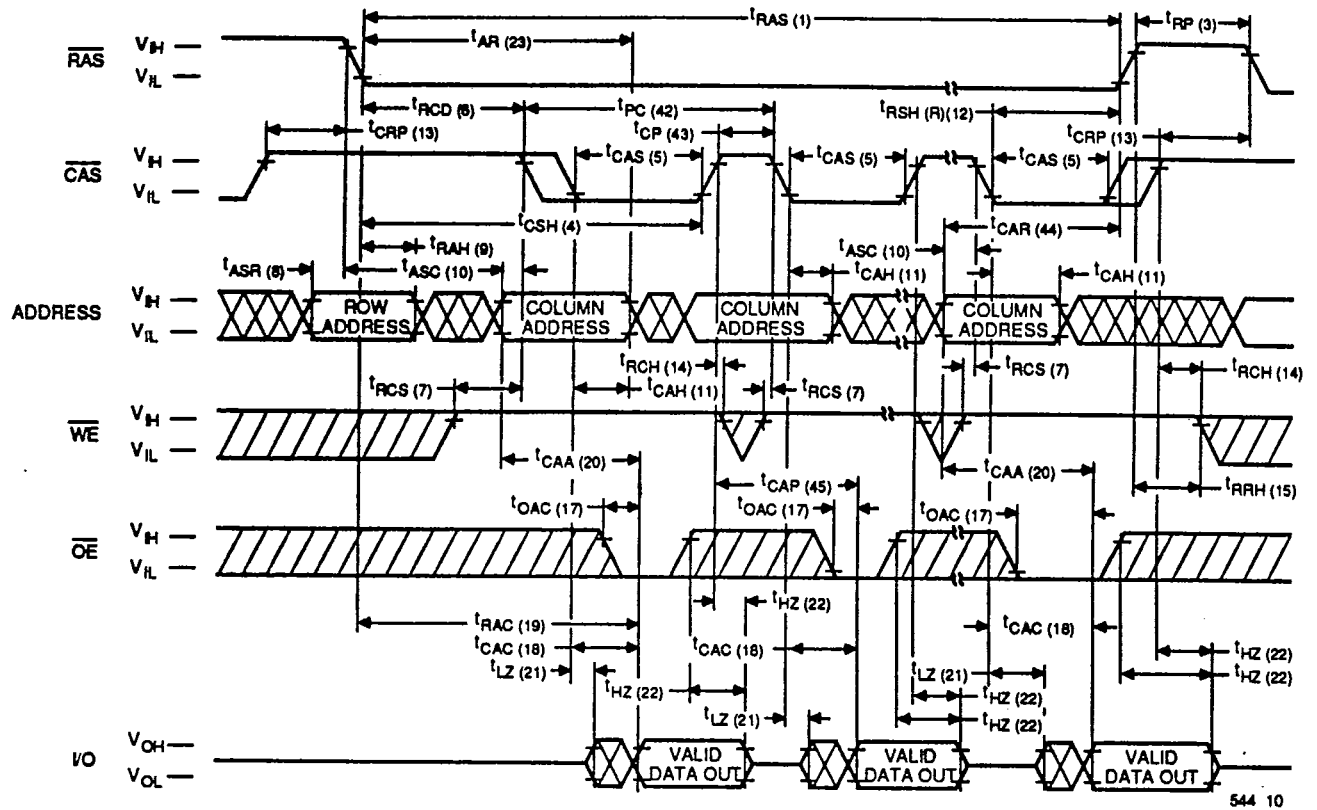 tRAS (1)
tRP (3)
tAR (23)
RAS
VIH
VIL
tRCD (6)
tPC (42)
tRSH (R)(12)
tCRP (13)
tCP (43)
tCRP (13)
CAS
VIH
VIL
tCAS (5)
tCAS (5)
tCAS (5)
tCSH (4)
tCAR (44)
tRAH (9)
tASC (10)
tASR (8)
tASC (10)
tCAH (11)
tCAH (11)
ADDRESS
VIH
VIL
ROW ADDRESS
COLUMN ADDRESS
COLUMN ADDRESS
COLUMN ADDRESS
tRCH (14)
tRCS (7)
tRCH (14)
tRCS (7)
tCAH (11)
tRCS (7)
WE
VIH
VIL
tCAA (20)
tCAA (20)
tCAP (45)
tRRH (15)
tOAC (17)
tOAC (17)
tOAC (17)
OE
VIH
VIL
tHZ (22)
tRAC (19)
tCAC (18)
tCAC (18)
tCAC (18)
tHZ (22)
tLZ (21)
tHZ (22)
tLZ (21)
tHZ (22)
tHZ (22)
tLZ (21)
tHZ (22)
I/O
VOH
VOL
VALID DATA OUT
VALID DATA OUT
VALID DATA OUT
544 10